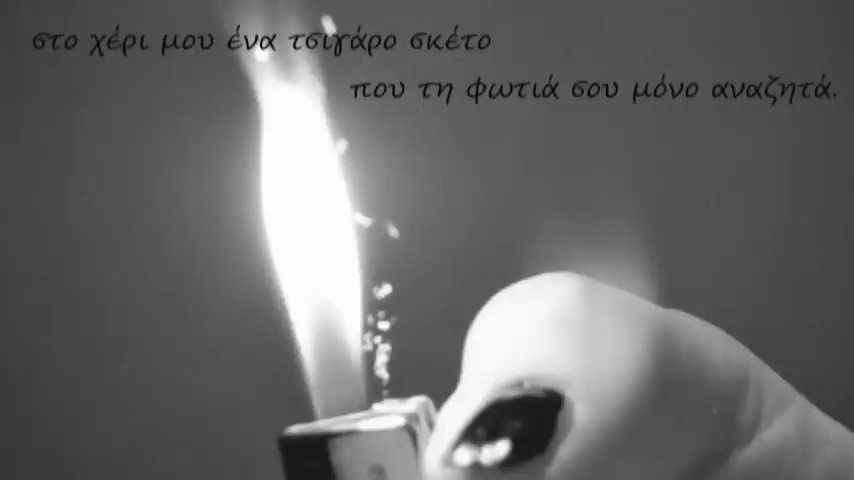 στο χέρι μου ένα τσιγάρο σκέτο
που τη φωτιά σου μόνο αναζητά.